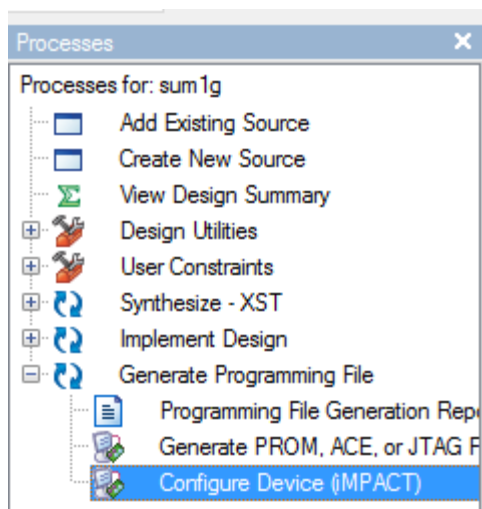 Processes
Processes for: sum1g
Add Existing Source
Create New Source
View Design Summary
Design Utilities
User Constraints
Synthesize - XST
Implement Design
Generate Programming File
Programming File Generation Rep
Generate PROM, ACE, or JTAG F
Configure Device (iMPACT)